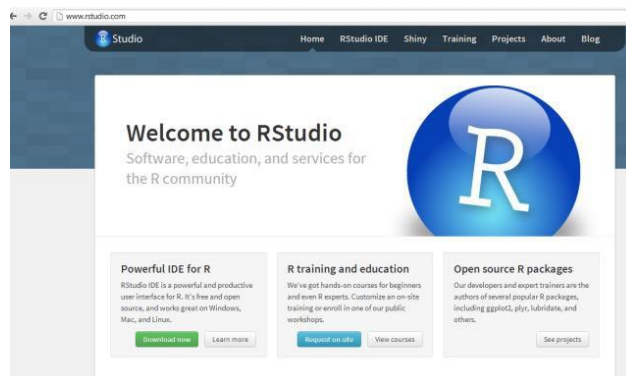 www.rstudio.com
R Studio
Home RStudio IDE Shiny Training Projects About Blog
Welcome to RStudio
Software, education, and services for
the R community
R
Powerful IDE for R
RStudio IDE is a powerful and productive
user interface for R. It's free and open
source, and works great on Windows,
Mac, and Linux.
Download now Learn more
R training and education
We've got hands-on courses for beginners
and even R experts. Customize an on-site
training or enroll in one of our public
workshops.
Request on-site View courses
Open source R packages
Our developers and expert trainers are the
authors of several popular R packages,
including ggplot2, plyr, lubridate, and
others.
See projects